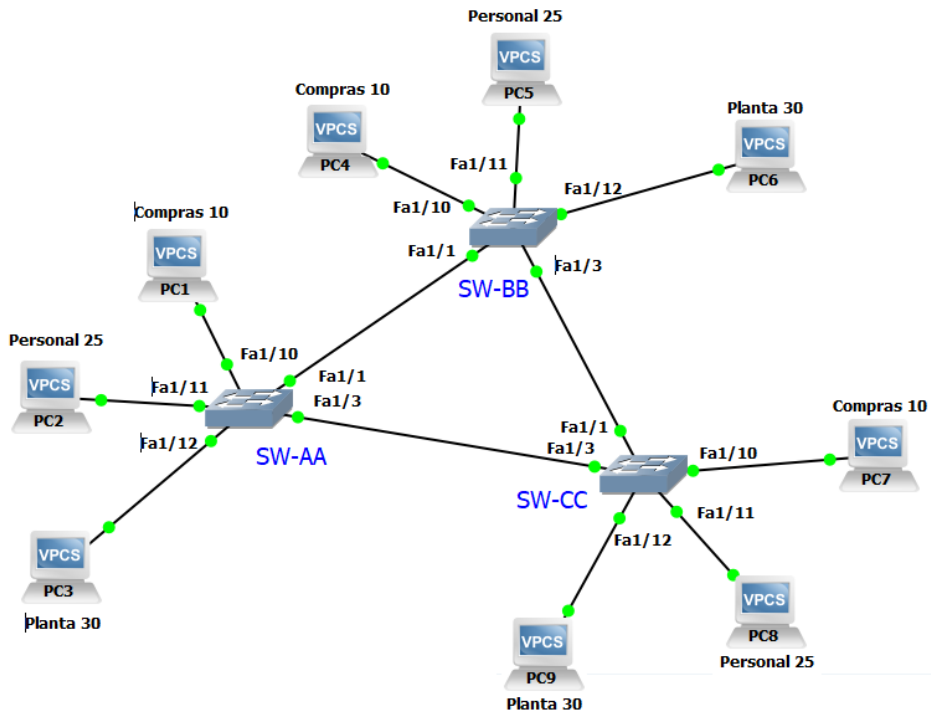 Personal 25
VPCS
PC5
Compras 10
VPCS
PC4
Planta 30
VPCS
PC6
Fa1/11
Fa1/12
Fa1/10
Fa1/1
Fa1/3
SW-BB
Compras 10
VPCS
PC1
Personal 25
VPCS
PC2
Fa1/10
Fa1/11
Fa1/1
Fa1/3
Fa1/12
SW-AA
VPCS
PC3
Planta 30
Fa1/1
Fa1/3
Fa1/10
SW-CC
Fa1/11
Fa1/12
Compras 10
VPCS
PC7
VPCS
PC8
Personal 25
VPCS
PC9
Planta 30